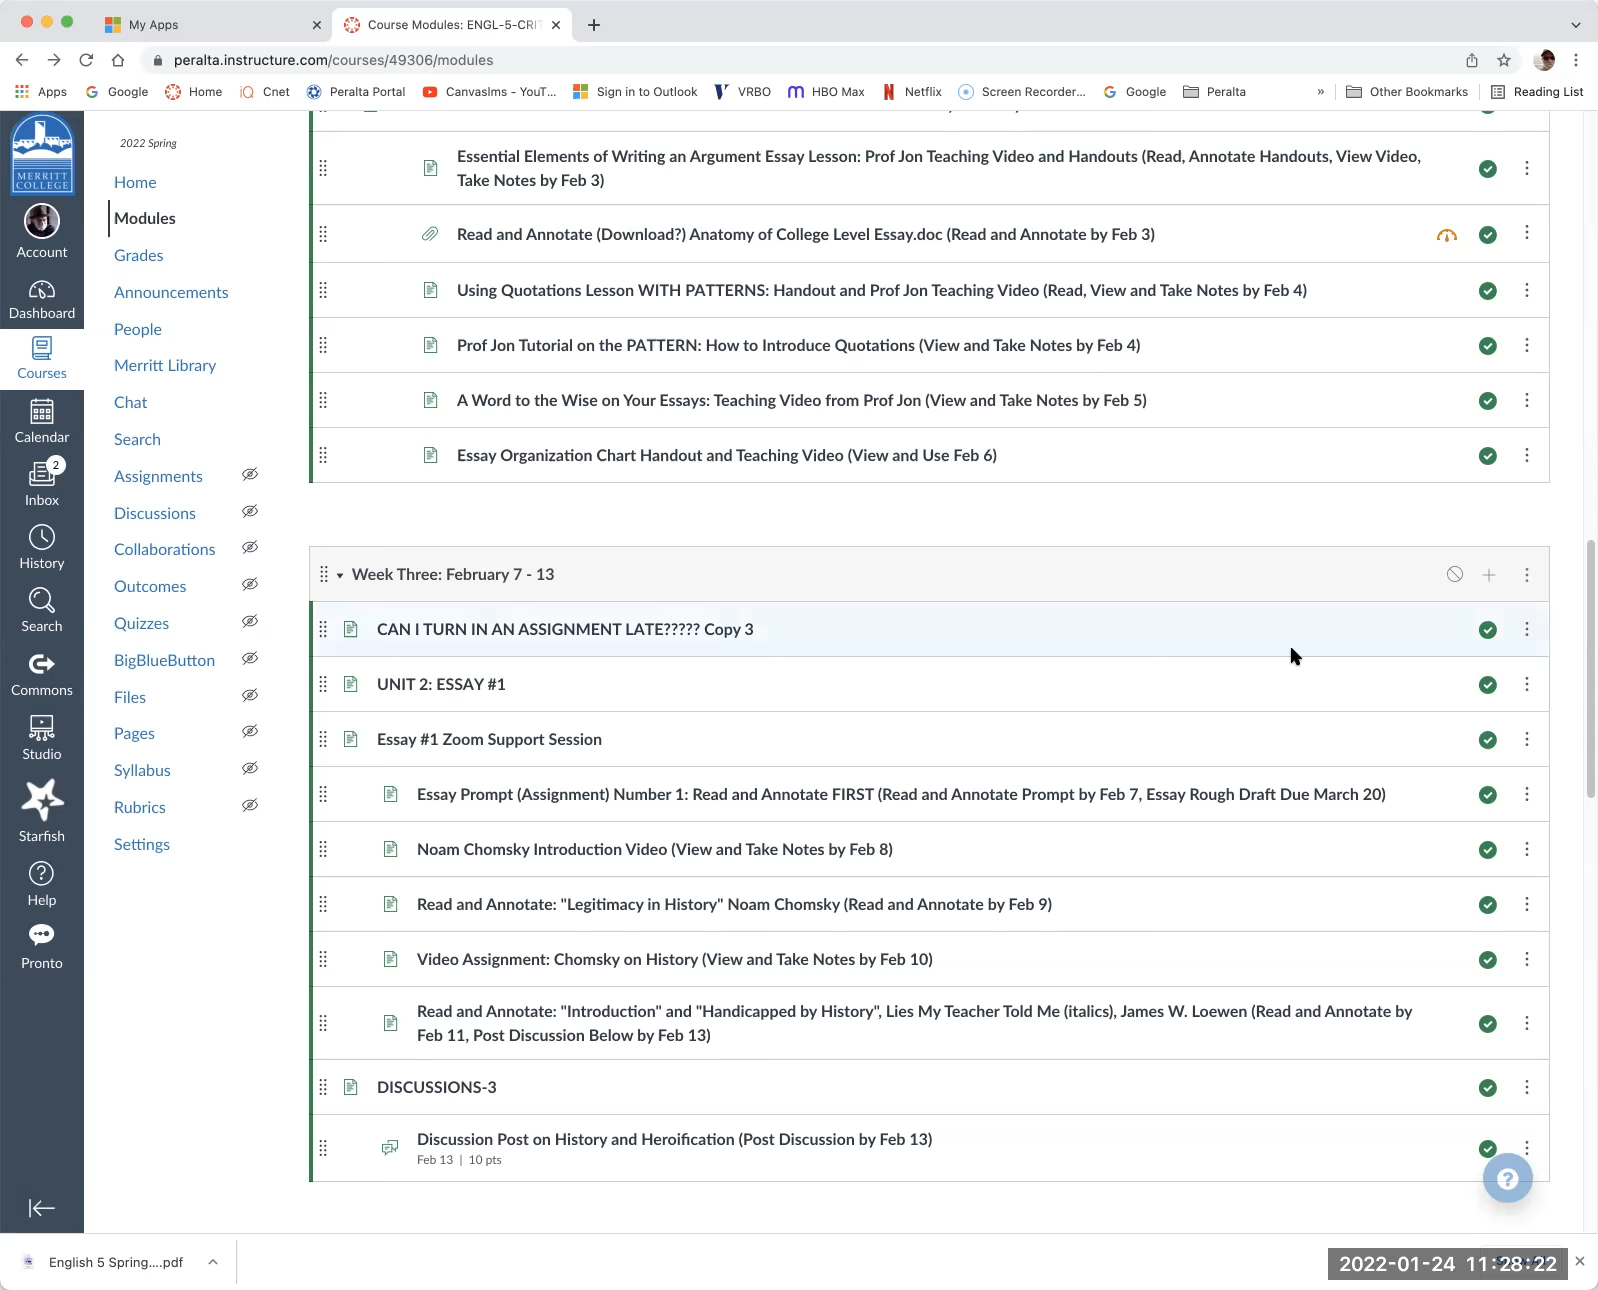 My Apps
Course Modules: ENGL-5-CRIT
peralta.instructure.com/courses/49306/modules
Apps
Google
Home
Cnet
Peralta Portal
Canvaslms - YouT...
Sign in to Outlook
VRBO
HBO Max
Netflix
Screen Recorder...
Google
Peralta
»
Other Bookmarks
Reading List
MERRITT
COLLEGE
Account
Dashboard
Courses
Calendar
2
Inbox
History
Search
Commons
Studio
Starfish
Help
Pronto
2022 Spring
Home
Modules
Grades
Announcements
People
Merritt Library
Chat
Search
Assignments
Discussions
Collaborations
Outcomes
Quizzes
BigBlueButton
Files
Pages
Syllabus
Rubrics
Settings
Essential Elements of Writing an Argument Essay Lesson: Prof Jon Teaching Video and Handouts (Read, Annotate Handouts, View Video,
Take Notes by Feb 3)
Read and Annotate (Download?) Anatomy of College Level Essay.doc (Read and Annotate by Feb 3)
Using Quotations Lesson WITH PATTERNS: Handout and Prof Jon Teaching Video (Read, View and Take Notes by Feb 4)
Prof Jon Tutorial on the PATTERN: How to Introduce Quotations (View and Take Notes by Feb 4)
A Word to the Wise on Your Essays: Teaching Video from Prof Jon (View and Take Notes by Feb 5)
Essay Organization Chart Handout and Teaching Video (View and Use Feb 6)
Week Three: February 7 - 13
CAN I TURN IN AN ASSIGNMENT LATE????? Copy 3
UNIT 2: ESSAY #1
Essay #1 Zoom Support Session
Essay Prompt (Assignment) Number 1: Read and Annotate FIRST (Read and Annotate Prompt by Feb 7, Essay Rough Draft Due March 20)
Noam Chomsky Introduction Video (View and Take Notes by Feb 8)
Read and Annotate: "Legitimacy in History" Noam Chomsky (Read and Annotate by Feb 9)
Video Assignment: Chomsky on History (View and Take Notes by Feb 10)
Read and Annotate: "Introduction" and "Handicapped by History", Lies My Teacher Told Me (italics), James W. Loewen (Read and Annotate by
Feb 11, Post Discussion Below by Feb 13)
DISCUSSIONS-3
Discussion Post on History and Heroification (Post Discussion by Feb 13)
Feb 13 | 10 pts
English 5 Spring....pdf
2022-01-24 11:28:22